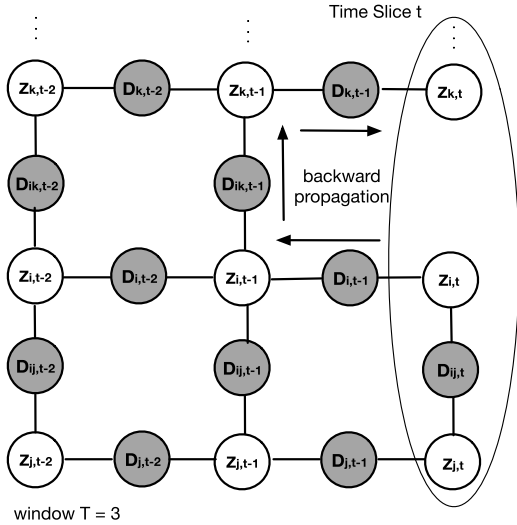 Time Slice t
Zk,t-2 Dk,t-2 Zk,t-1 Dk,t-1 Zk,t
Dik,t-2 Dik,t-1
backward
propagation
Zi,t-2 Di,t-2 Zi,t-1 Di,t-1 Zi,t
Dij,t-2 Dij,t-1 Dij,t
Zj,t-2 Dj,t-2 Zj,t-1 Dj,t-1 Zj,t
window T = 3